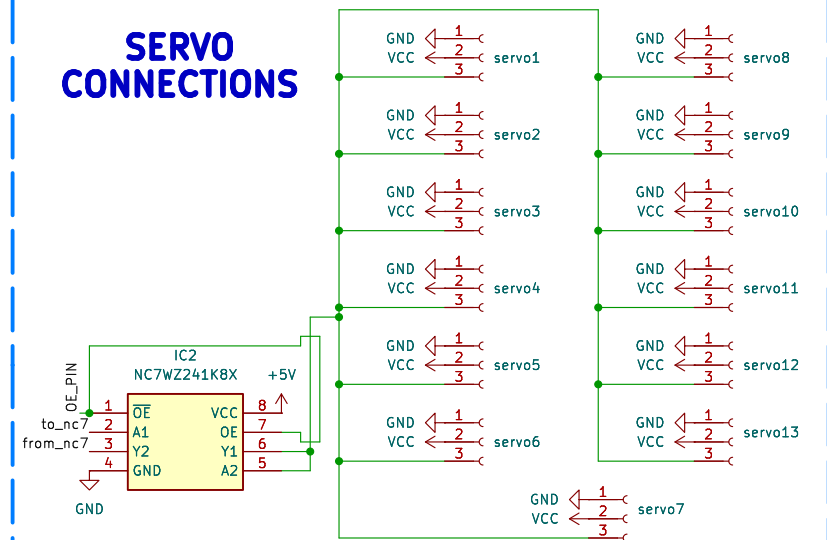 SERVO
CONNECTIONS
GND 1
VCC 2 servo1
3
GND 1
VCC 2 servo2
3
GND 1
VCC 2 servo3
3
GND 1
VCC 2 servo4
3
GND 1
VCC 2 servo5
3
GND 1
VCC 2 servo6
3
GND 1
VCC 2 servo7
3
GND 1
VCC 2 servo8
3
GND 1
VCC 2 servo9
3
GND 1
VCC 2 servo10
3
GND 1
VCC 2 servo11
3
GND 1
VCC 2 servo12
3
GND 1
VCC 2 servo13
3
IC2
NC7WZ241K8X
+5V
OE_PIN
to_nc7
from_nc7
1 OE VCC 8
2 A1 OE 7
3 Y2 Y1 6
4 GND A2 5
GND